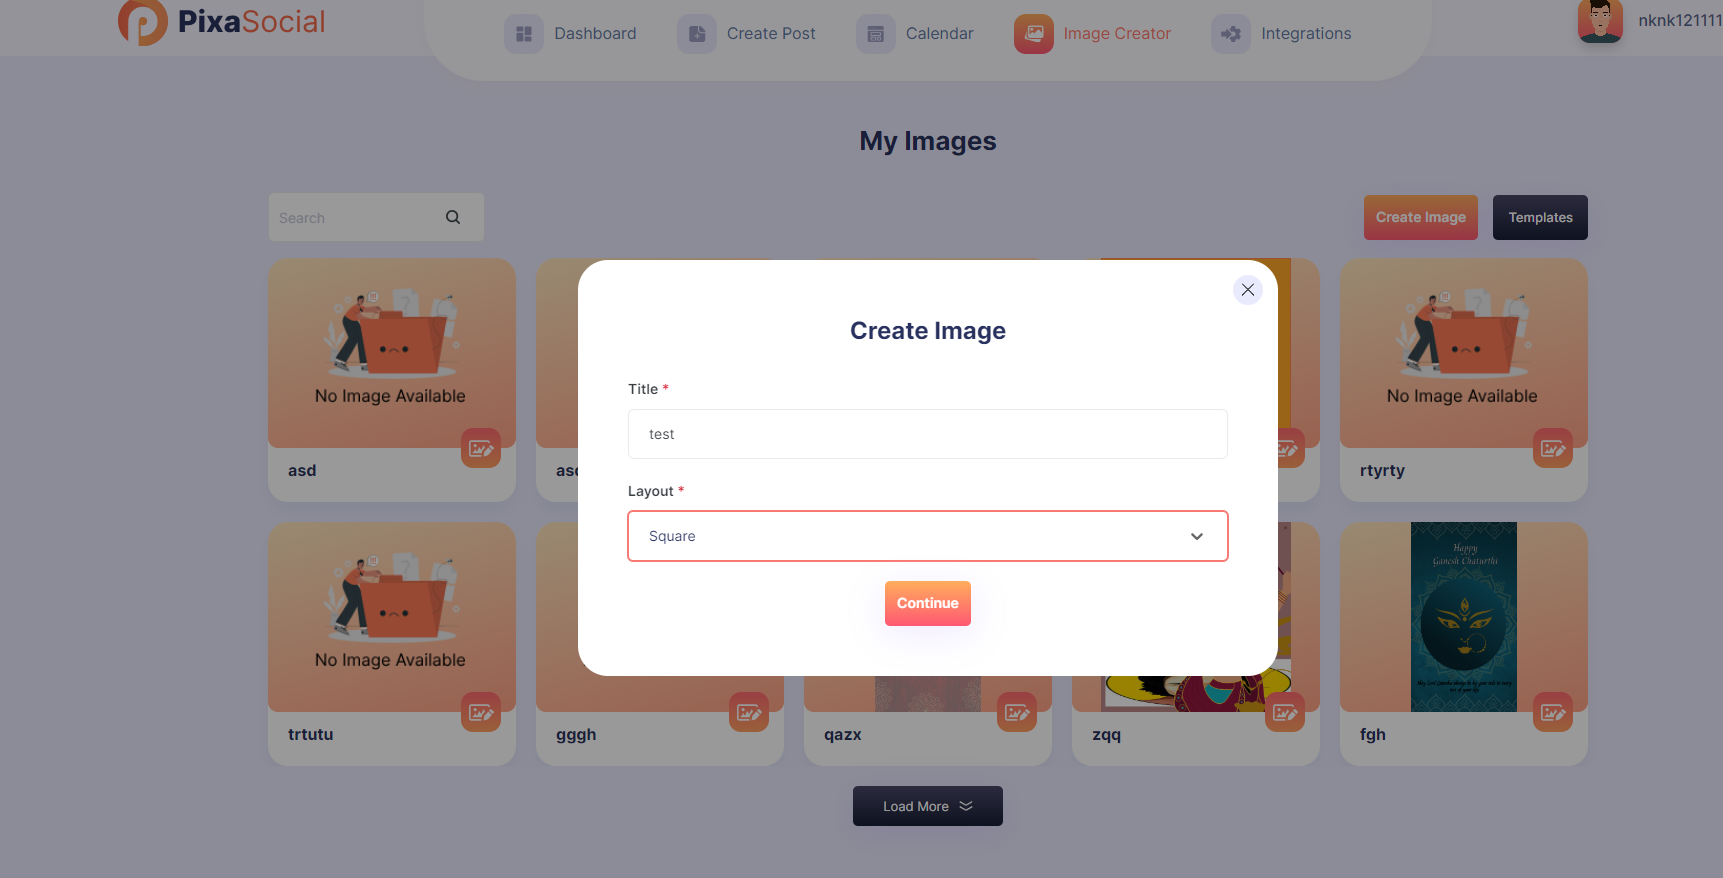 PixaSocial
Dashboard
Create Post
Calendar
Image Creator
Integrations
nknk121111
My Images
Search
Create Image
Templates
Create Image
Title *
test
Layout *
Square
Continue
No Image Available
No Image Available
asd
rtyrty
No Image Available
Happy
Ganesh Chaturthi
trtutu
gggh
qazx
zqq
fgh
Load More